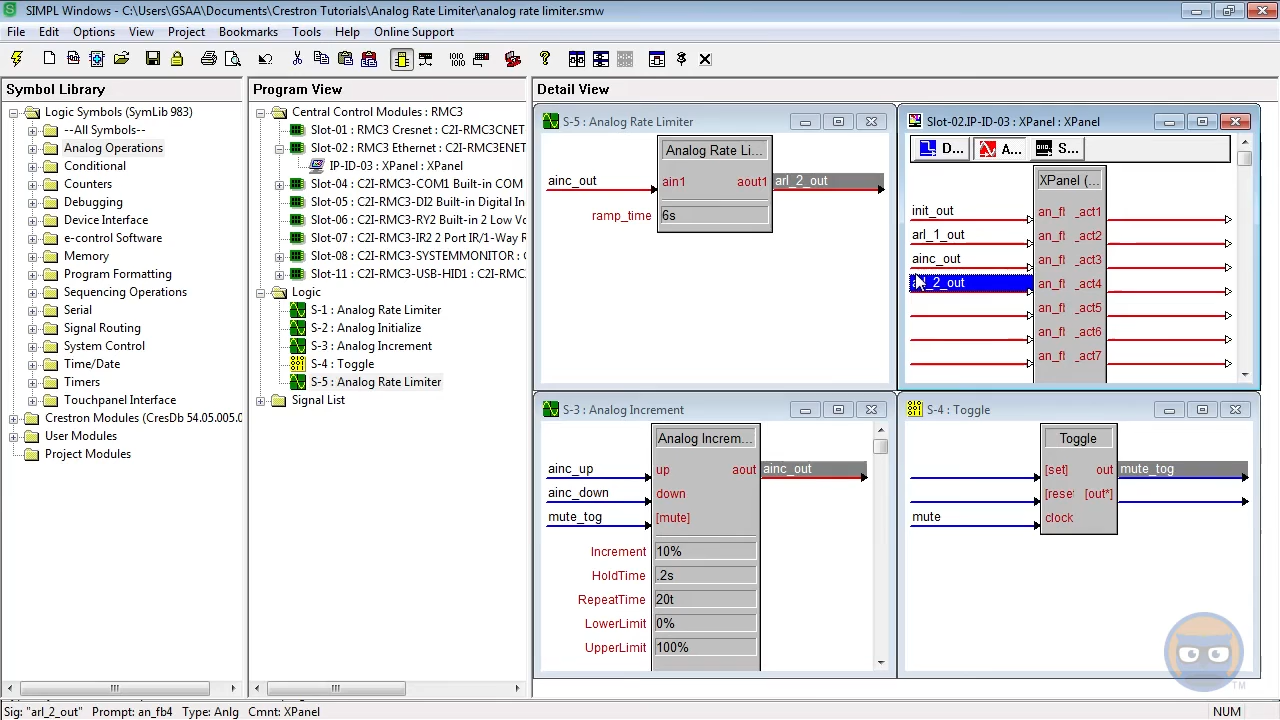 SIMPL Windows - C:\Users\GSAA\Documents\Crestron Tutorials\Analog Rate Limiter\analog rate limiter.smw
File Edit Options View Project Bookmarks Tools Help Online Support
Symbol Library
Logic Symbols (SymLib 983)
--All Symbols--
Analog Operations
Conditional
Counters
Debugging
Device Interface
e-control Software
Memory
Program Formatting
Sequencing Operations
Serial
Signal Routing
System Control
Time/Date
Timers
Touchpanel Interface
Crestron Modules (CresDb 54.05.005.0
User Modules
Project Modules
Program View
Central Control Modules : RMC3
Slot-01 : RMC3 Cresnet : C2I-RMC3CNET
Slot-02 : RMC3 Ethernet : C2I-RMC3ENET
IP-ID-03 : XPanel : XPanel
Slot-04 : C2I-RMC3-COM1 Built-in COM
Slot-05 : C2I-RMC3-DI2 Built-in Digital In
Slot-06 : C2I-RMC3-RY2 Built-in 2 Low Vo
Slot-07 : C2I-RMC3-IR2 2 Port IR/1-Way R
Slot-08 : C2I-RMC3-SYSTEMMONITOR : C
Slot-11 : C2I-RMC3-USB-HID1 : C2I-RMC
Logic
S-1 : Analog Rate Limiter
S-2 : Analog Initialize
S-3 : Analog Increment
S-4 : Toggle
S-5 : Analog Rate Limiter
Signal List
Detail View
S-5 : Analog Rate Limiter
Analog Rate Li...
ainc_out ain1 aout1 arl_2_out
ramp_time 6s
Slot-02.IP-ID-03 : XPanel : XPanel
D... A... S...
XPanel (...
init_out an_fl _act1
arl_1_out an_fl _act2
ainc_out an_fl _act3
_2_out an_fl _act4
an_fl _act5
an_fl _act6
an_fl _act7
S-3 : Analog Increment
Analog Increm...
ainc_up up aout ainc_out
ainc_down down
mute_tog [mute]
Increment 10%
HoldTime .2s
RepeatTime 20t
LowerLimit 0%
UpperLimit 100%
S-4 : Toggle
Toggle
[set] out mute_tog
[reset [out*]
mute clock
TM
Sig: "arl_2_out" Prompt: an_fb4 Type: Anlg Cmnt: XPanel
NUM